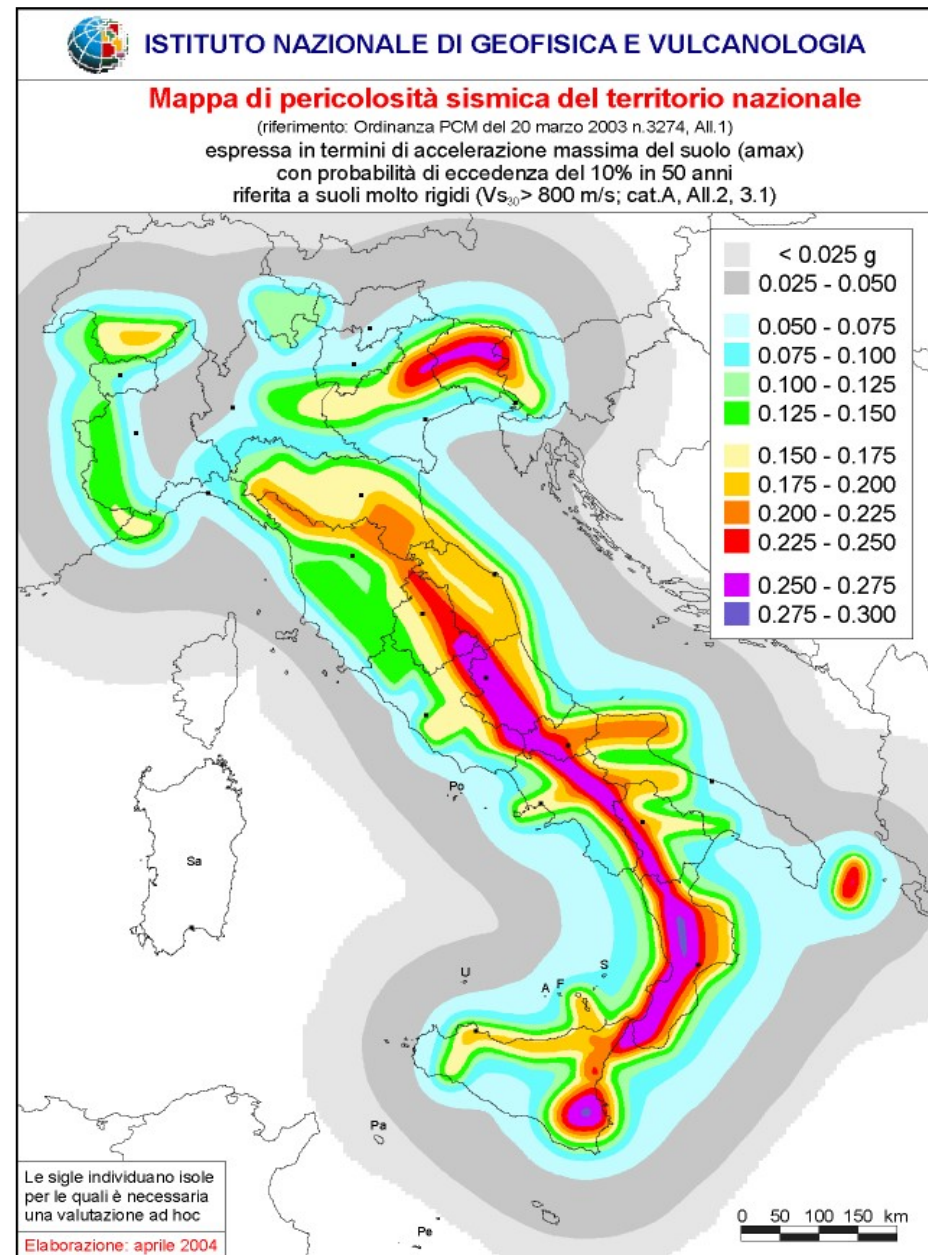 ISTITUTO NAZIONALE DI GEOFISICA E VULCANOLOGIA
Mappa di pericolosità sismica del territorio nazionale
(riferimento: Ordinanza PCM del 20 marzo 2003 n.3274, All.1)
espressa in termini di accelerazione massima del suolo (amax)
con probabilità di eccedenza del 10% in 50 anni
riferita a suoli molto rigidi (Vs₃₀> 800 m/s; cat.A, All.2, 3.1)
< 0.025 g
0.025 - 0.050
0.050 - 0.075
0.075 - 0.100
0.100 - 0.125
0.125 - 0.150
0.150 - 0.175
0.175 - 0.200
0.200 - 0.225
0.225 - 0.250
0.250 - 0.275
0.275 - 0.300
Po
Sa
U
A
F
S
Pa
Pe
Le sigle individuano isole
per le quali è necessaria
una valutazione ad hoc
Elaborazione: aprile 2004
0 50 100 150 km